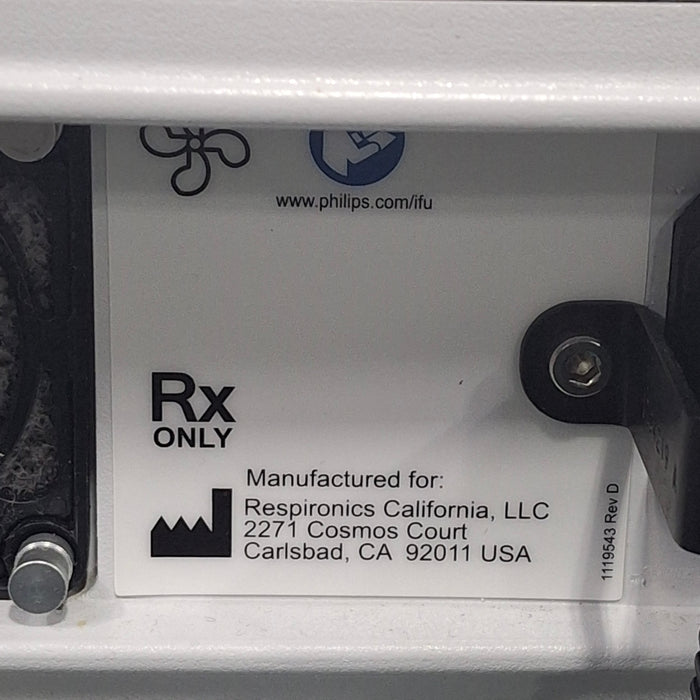 www.philips.com/ifu
Rx
ONLY
Manufactured for:
Respironics California, LLC
2271 Cosmos Court
Carlsbad, CA 92011 USA
1119543 Rev D